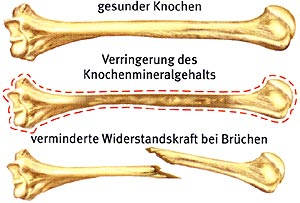 gesunder Knochen
Verringerung des
Knochenmineralgehalts
verminderte Widerstandskraft bei Brüchen